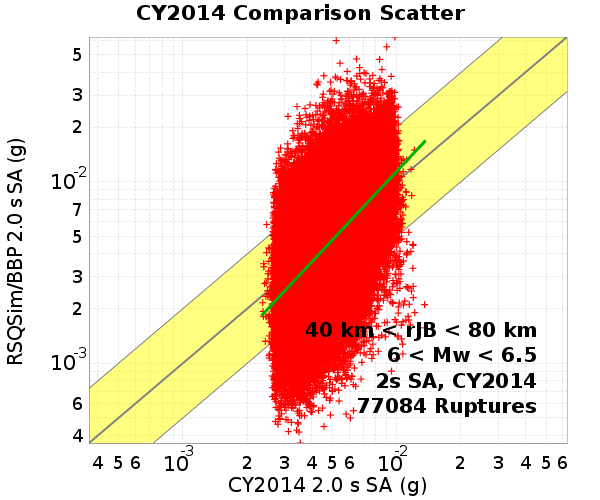 CY2014 Comparison Scatter
RSQSim/BBP 2.0 s SA (g)
5
3
2
10⁻²
7
5
3
2
10⁻³
6
4
40 km < rJB < 80 km
6 < Mw < 6.5
2s SA, CY2014
77084 Ruptures
4 5 6 10⁻³ 2 3 4 5 6 10⁻² 2 3 4 5 6
CY2014 2.0 s SA (g)